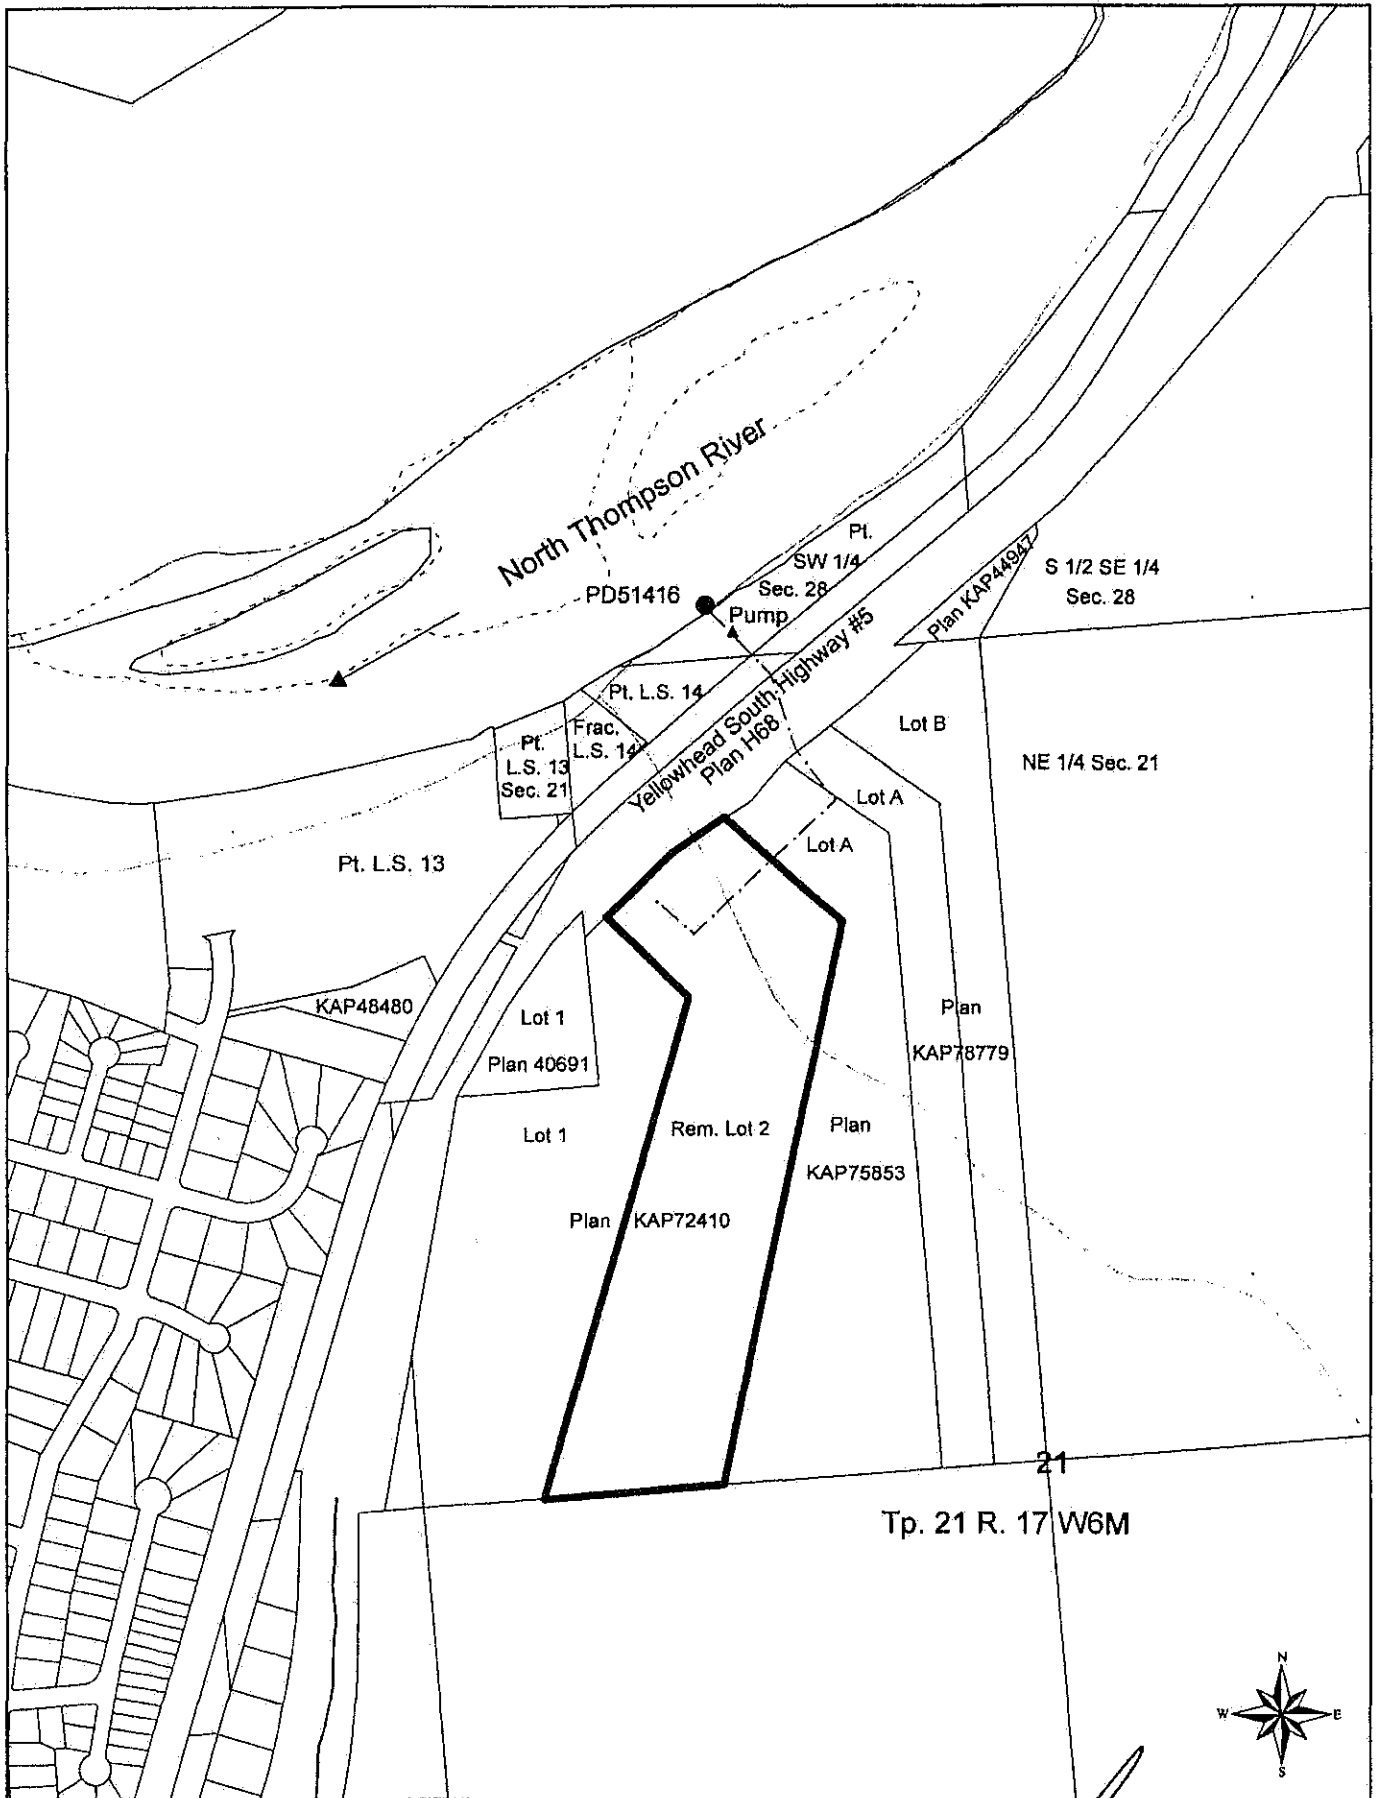 North Thompson River
PD51416
Pump
Pt.
SW 1/4
Sec. 28
Plan KAP44947
S 1/2 SE 1/4
Sec. 28
Yellowhead South Highway #5
Plan H68
Pt. L.S. 14
Frac.
L.S. 14
Pt.
L.S. 13
Sec. 21
Lot B
NE 1/4 Sec. 21
Lot A
Lot A
Pt. L.S. 13
KAP48480
Lot 1
Plan 40691
Plan
KAP78779
Lot 1
Rem. Lot 2
Plan
KAP75853
Plan KAP72410
21
Tp. 21 R. 17 W6M
N
W E
S